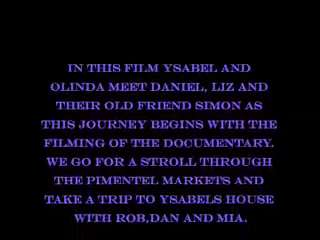 IN THIS FILM YSABEL AND
OLINDA MEET DANIEL, LIZ AND
THEIR OLD FRIEND SIMON AS
THIS JOURNEY BEGINS WITH THE
FILMING OF THE DOCUMENTARY.
WE GO FOR A STROLL THROUGH
THE PIMENTEL MARKETS AND
TAKE A TRIP TO YSABELS HOUSE
WITH ROB,DAN AND MIA.